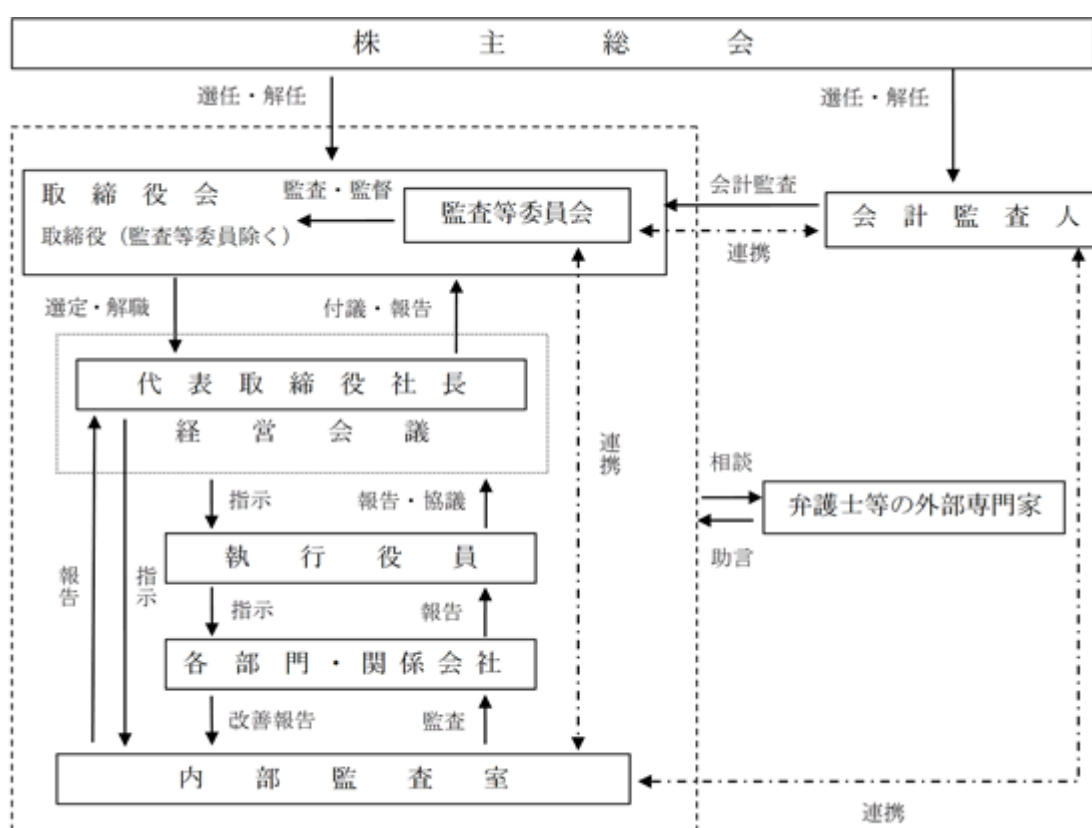 株主総会
選任・解任
選任・解任
取締役会
監査・監督
監査等委員会
取締役（監査等委員除く）
会計監査
会計監査人
連携
選定・解職
付議・報告
代表取締役社長
経営会議
連携
指示
報告・協議
相談
弁護士等の外部専門家
助言
執行役員
報告
指示
指示
報告
各部門・関係会社
改善報告
監査
内部監査室
連携